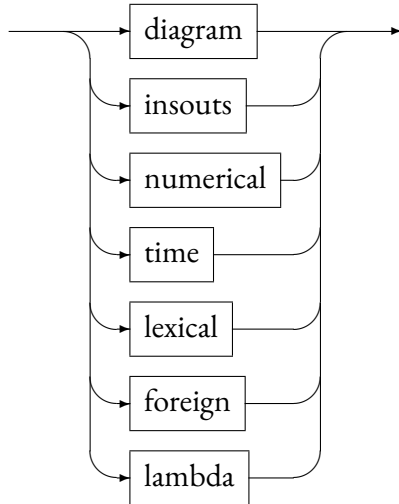 diagram
insouts
numerical
time
lexical
foreign
lambda